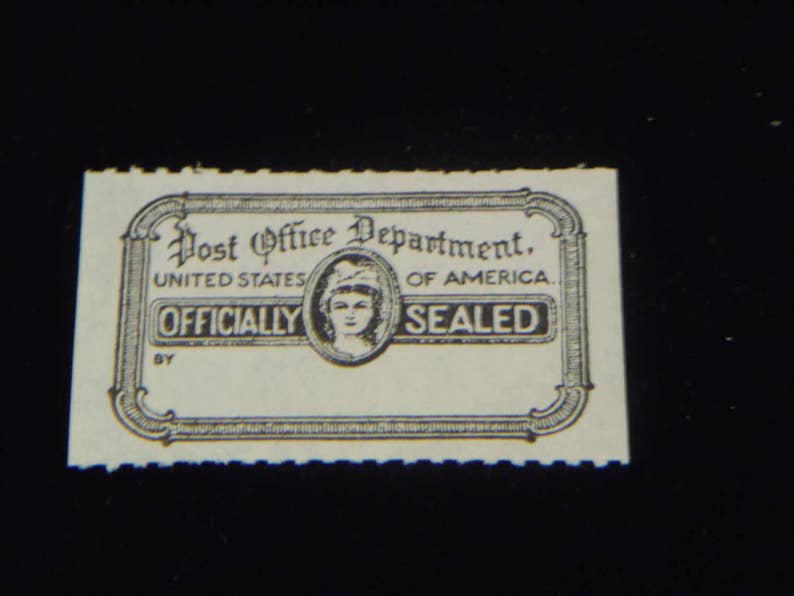 Post Office Department.
UNITED STATES OF AMERICA..
OFFICIALLY SEALED
BY